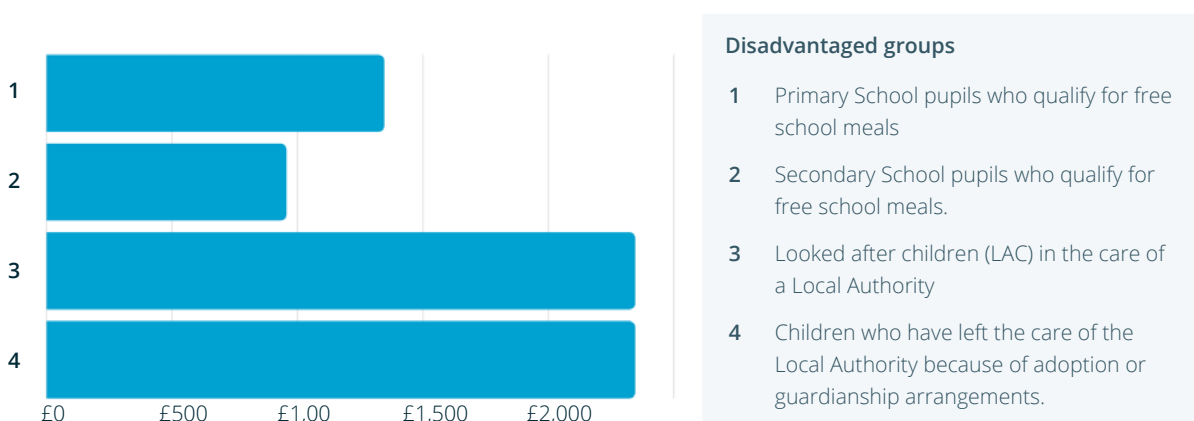 1
2
3
4
£0 £500 £1,00 £1,500 £2,000
Disadvantaged groups
1 Primary School pupils who qualify for free
school meals
2 Secondary School pupils who qualify for
free school meals.
3 Looked after children (LAC) in the care of
a Local Authority
4 Children who have left the care of the
Local Authority because of adoption or
guardianship arrangements.